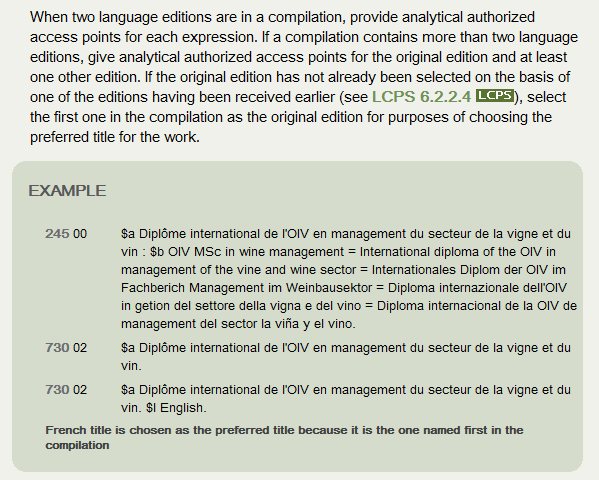 When two language editions are in a compilation, provide analytical authorized
access points for each expression. If a compilation contains more than two language
editions, give analytical authorized access points for the original edition and at least
one other edition. If the original edition has not already been selected on the basis of
one of the editions having been received earlier (see LCPS 6.2.2.4 LCPS), select
the first one in the compilation as the original edition for purposes of choosing the
preferred title for the work.
EXAMPLE
245 00 $a Diplôme international de l'OIV en management du secteur de la vigne et du
vin : $b OIV MSc in wine management = International diploma of the OIV in
management of the vine and wine sector = Internationales Diplom der OIV im
Fachberich Management im Weinbausektor = Diploma internazionale dell'OIV
in getion del settore della vigna e del vino = Diploma internacional de la OIV de
management del sector la viña y el vino.
730 02 $a Diplôme international de l'OIV en management du secteur de la vigne et du
vin.
730 02 $a Diplôme international de l'OIV en management du secteur de la vigne et du
vin. $l English.
French title is chosen as the preferred title because it is the one named first in the
compilation